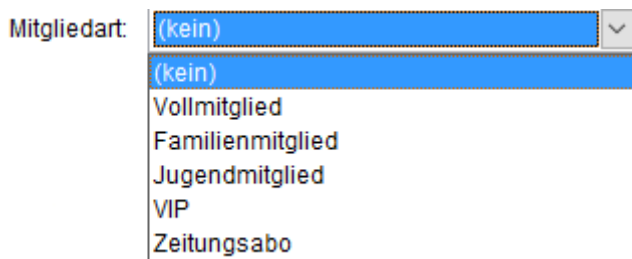 Mitgliedart: (kein)
(kein)
Vollmitglied
Familienmitglied
Jugendmitglied
VIP
Zeitungsabo